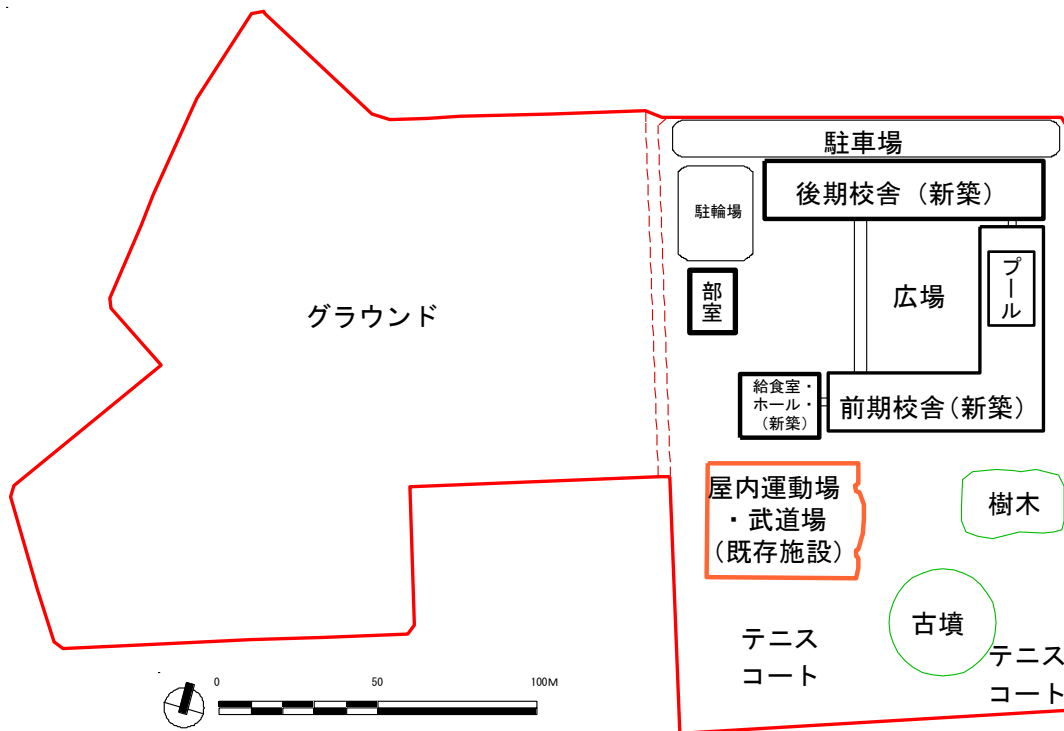 駐車場
後期校舎（新築）
駐輪場
プール
部室
広場
グラウンド
給食室・
ホール・
（新築）
前期校舎（新築）
屋内運動場
・武道場
（既存施設）
樹木
古墳
テニス
コート
テニス
コート
0 50 100M